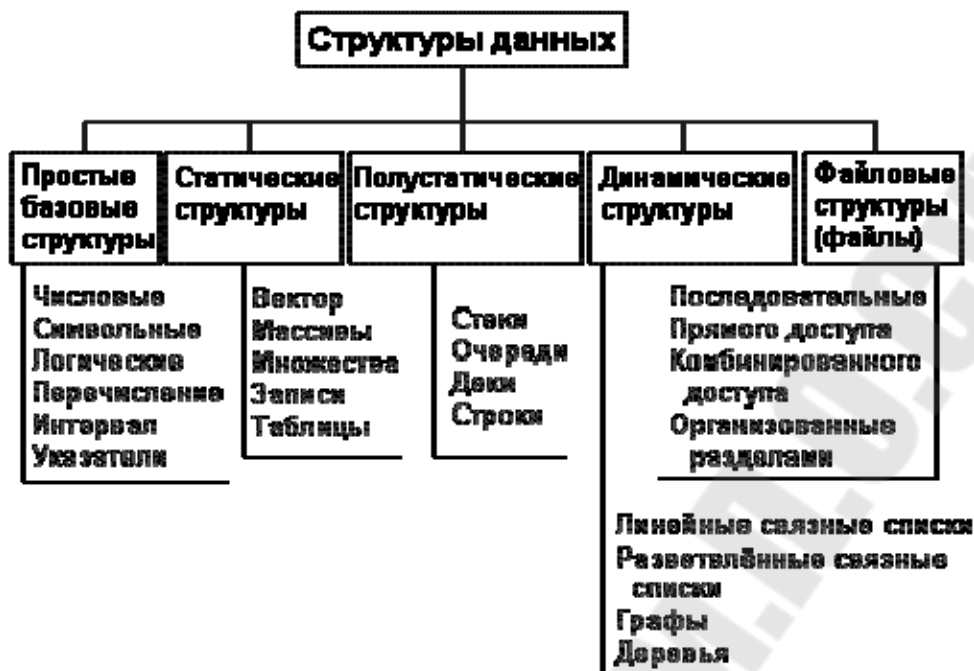 Структуры данных
Простые
базовые
структуры
Статические
структуры
Полустатические
структуры
Динамические
структуры
Файловые
структуры
(файлы)
Числовые
Символьные
Логические
Перечисление
Интервал
Указатели
Вектор
Массивы
Множества
Записи
Таблицы
Стеки
Очереди
Деки
Строки
Последовательные
Прямого доступа
Комбинированного
доступа
Организованные
разделами
Линейные связные списки
Разветвлённые связные
списки
Графы
Деревья